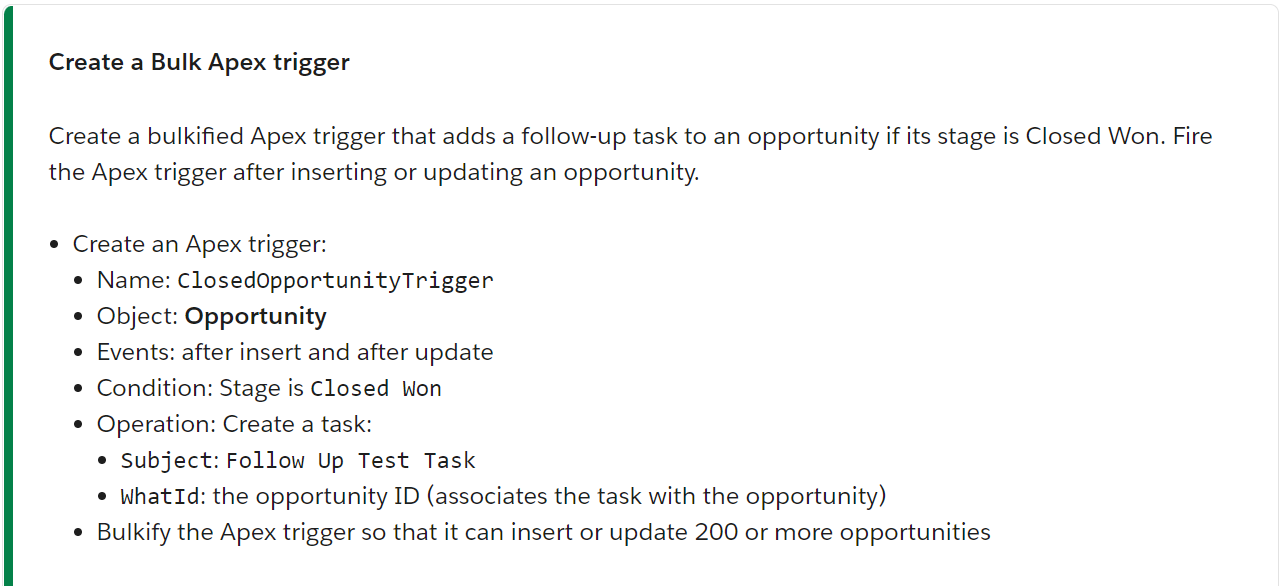 Create a Bulk Apex trigger
Create a bulkified Apex trigger that adds a follow-up task to an opportunity if its stage is Closed Won. Fire
the Apex trigger after inserting or updating an opportunity.
• Create an Apex trigger:
• Name: ClosedOpportunityTrigger
• Object: Opportunity
• Events: after insert and after update
• Condition: Stage is Closed Won
• Operation: Create a task:
• Subject: Follow Up Test Task
• WhatId: the opportunity ID (associates the task with the opportunity)
• Bulkify the Apex trigger so that it can insert or update 200 or more opportunities